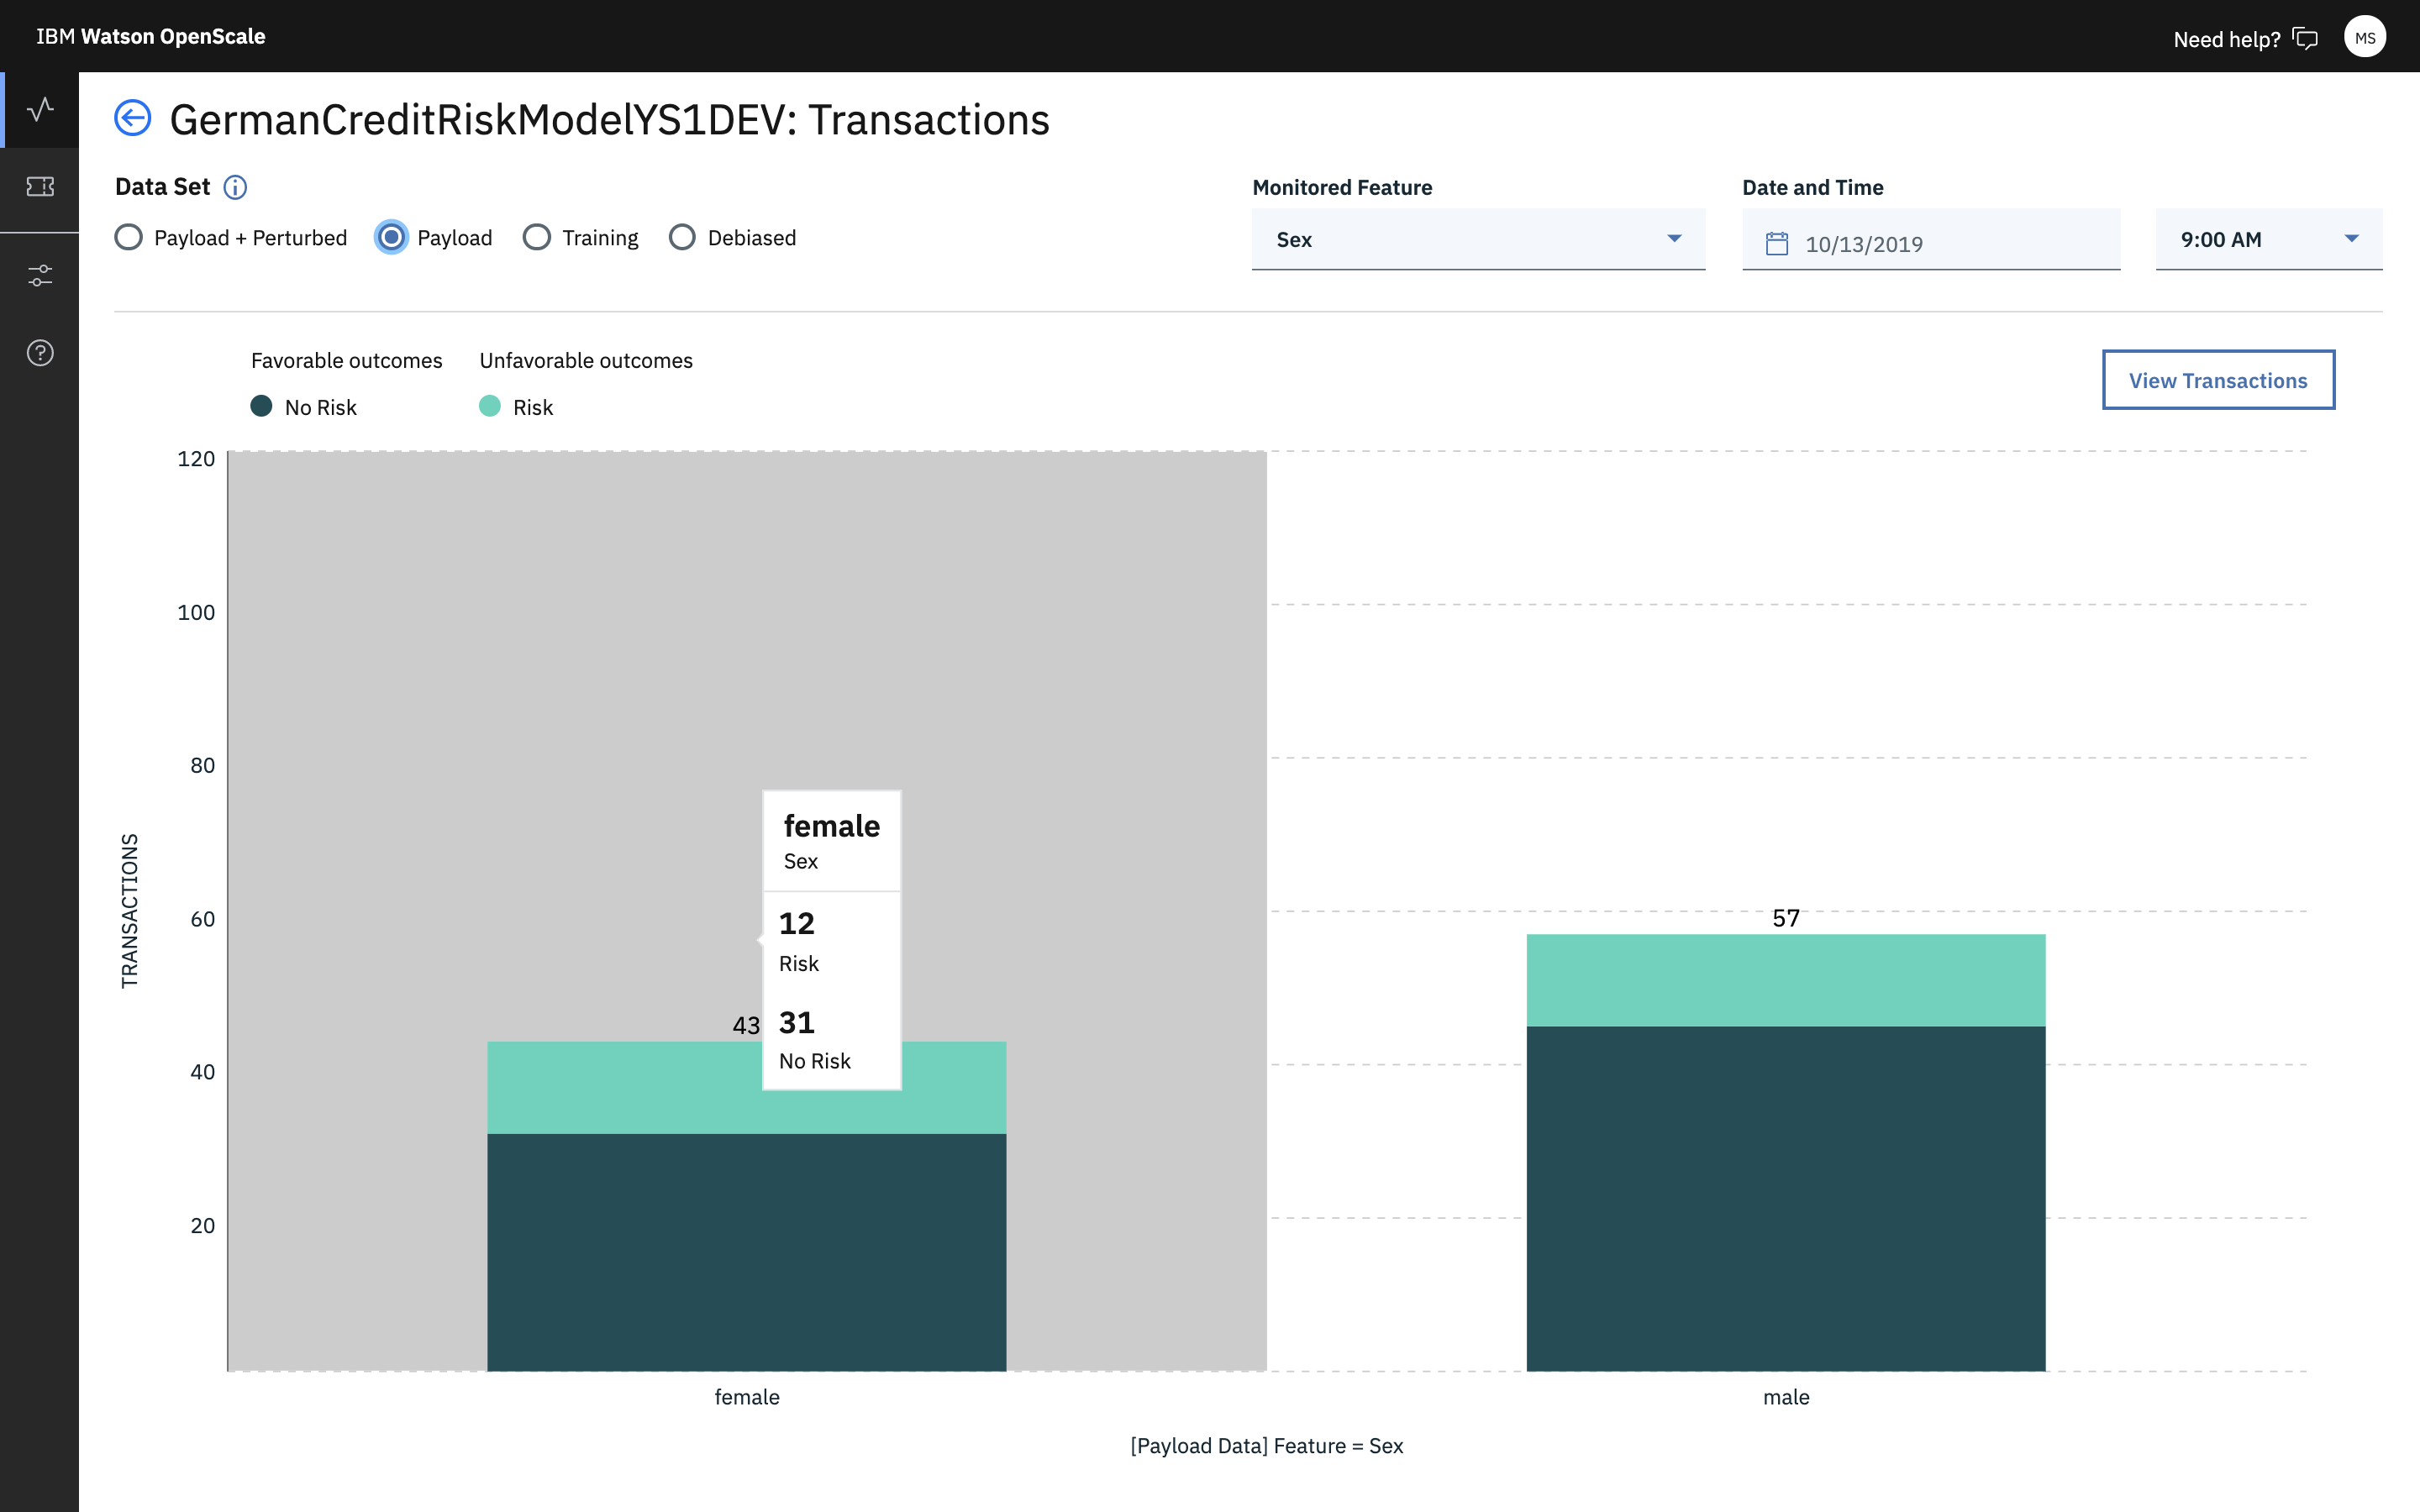 IBM Watson OpenScale
Need help?
MS
GermanCreditRiskModelYS1DEV: Transactions
Data Set
Payload + Perturbed
Payload
Training
Debiased
Monitored Feature
Sex
Date and Time
10/13/2019
9:00 AM
Favorable outcomes
Unfavorable outcomes
No Risk
Risk
View Transactions
120
100
80
60
40
20
TRANSACTIONS
female
Sex
12
Risk
31
No Risk
43
57
female
male
[Payload Data] Feature = Sex